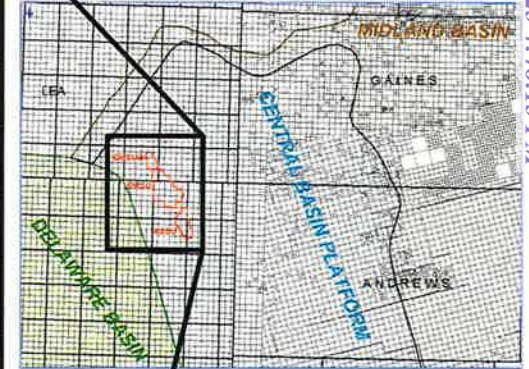 MIDLAND BASIN
GAINES
LEA
CENTRAL BASIN PLATFORM
DELAWARE BASIN
ANDREWS